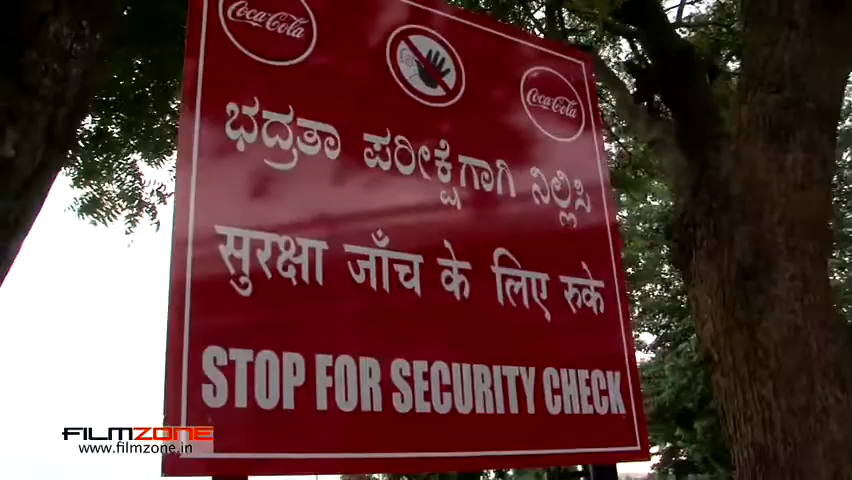 Coca-Cola Coca-Cola
ಭದ್ರತಾ ಪರೀಕ್ಷೆಗಾಗಿ ನಿಲ್ಲಿಸಿ
सुरक्षा जाँच के लिए रुके
STOP FOR SECURITY CHECK
FILMZONE
www.filmzone.in